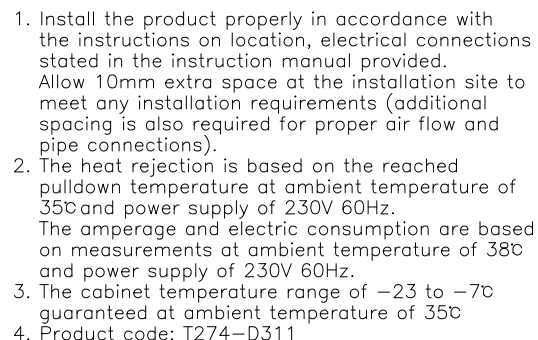 1. Install the product properly in accordance with
the instructions on location, electrical connections
stated in the instruction manual provided.
Allow 10mm extra space at the installation site to
meet any installation requirements (additional
spacing is also required for proper air flow and
pipe connections).
2. The heat rejection is based on the reached
pulldown temperature at ambient temperature of
35℃ and power supply of 230V 60Hz.
The amperage and electric consumption are based
on measurements at ambient temperature of 38℃
and power supply of 230V 60Hz.
3. The cabinet temperature range of −23 to −7℃
guaranteed at ambient temperature of 35℃
4. Product code: T274−D311